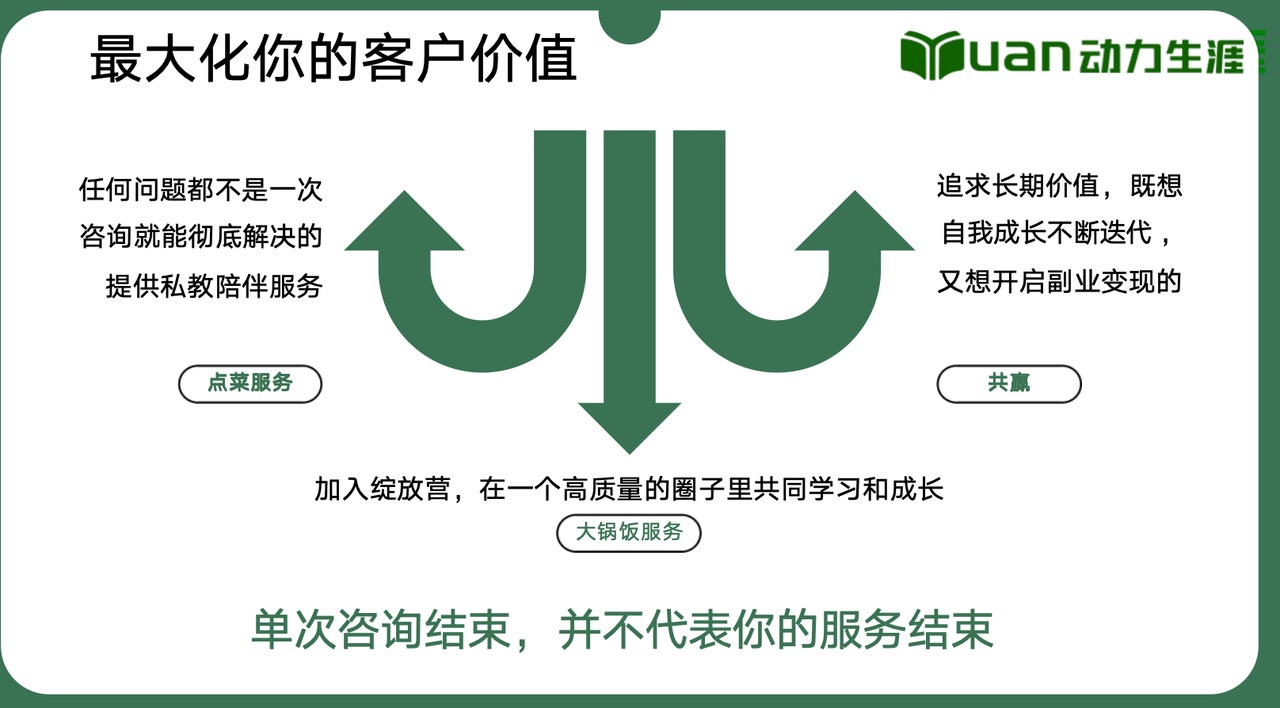 最大化你的客户价值
Yuan动力生涯
任何问题都不是一次
咨询就能彻底解决的
提供私教陪伴服务
点菜服务
追求长期价值，既想
自我成长不断迭代，
又想开启副业变现的
共赢
加入绽放营，在一个高质量的圈子里共同学习和成长
大锅饭服务
单次咨询结束，并不代表你的服务结束